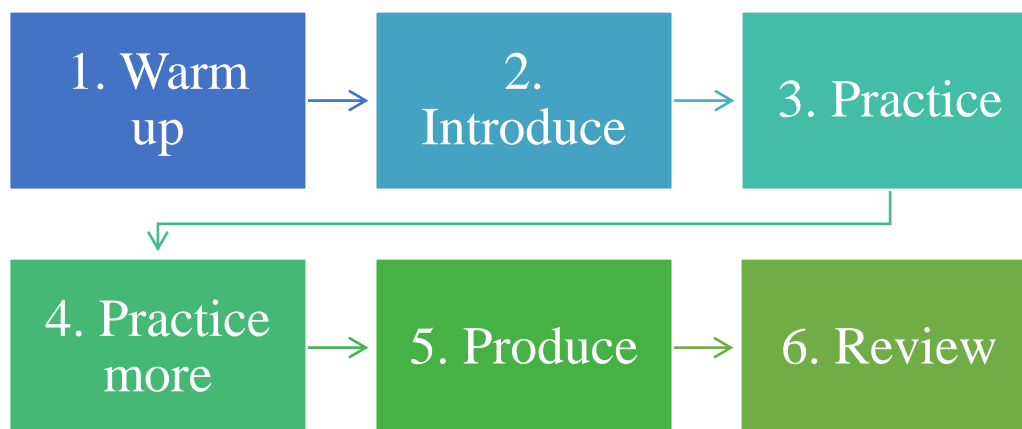 1. Warm
up
2.
Introduce
3. Practice
4. Practice
more
5. Produce
6. Review